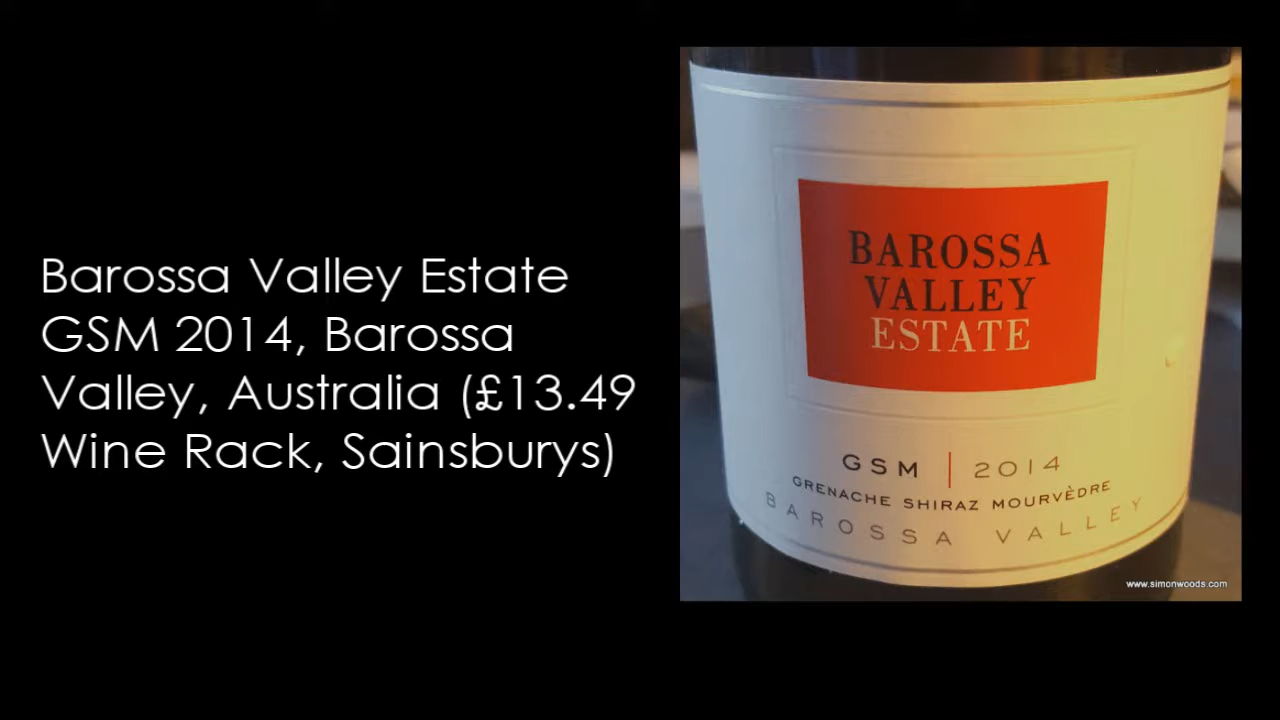 Barossa Valley Estate
GSM 2014, Barossa
Valley, Australia (£13.49
Wine Rack, Sainsburys)
BAROSSA
VALLEY
ESTATE
GSM | 2014
GRENACHE SHIRAZ MOURVÈDRE
BAROSSA VALLEY
www.simonwoods.com